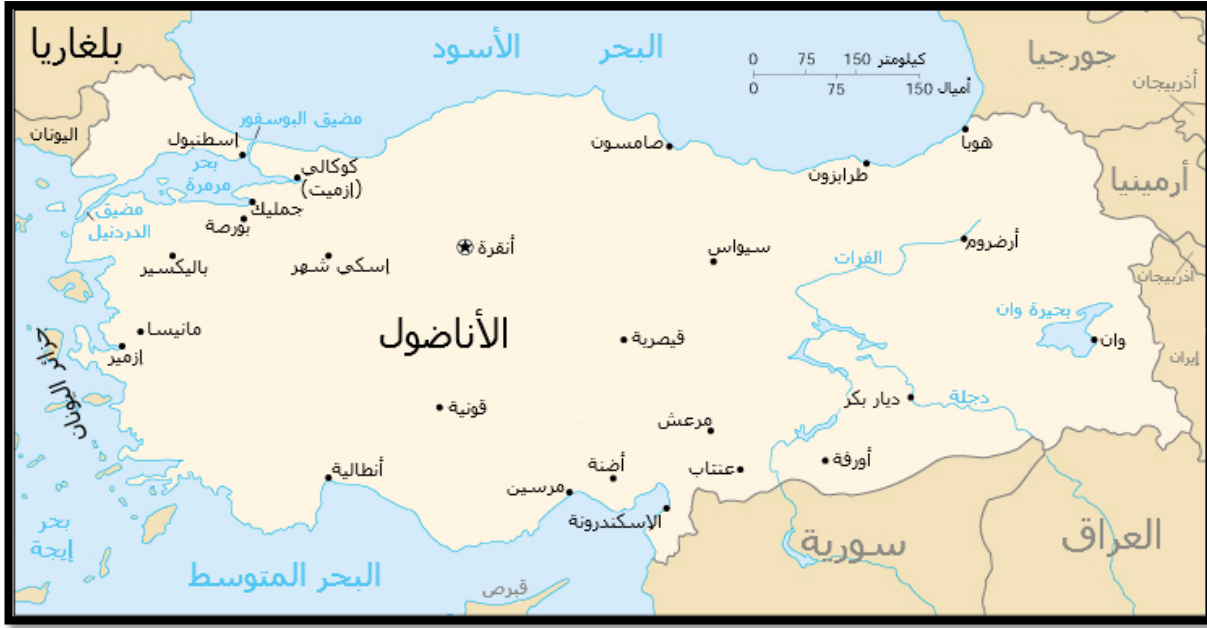 بلغاريا
البحر الأسود
جورجيا
0 75 150 كيلومتر
0 75 150 أميال
أذربيجان
اليونان
مضيق البوسفور
إسطنبول
صامسون
هوبا
بحر
مرمرة
كوكالي
(إزميت)
طرابزون
أرمينيا
جمليك
مضيق
الدردنيل
بورصة
أنقرة
سيواس
أرضروم
الفرات
باليكسير
إسكي شهر
أذربيجان
بحيرة وان
مانيسا
الأناضول
قيصرية
وان
إزمير
إيران
جزائر اليونان
قونية
ديار بكر
دجلة
مرعش
أنطالية
أضنة
عنتاب
أورفة
مرسين
الإسكندرونة
بحر
إيجة
سورية
العراق
البحر المتوسط
قبرص